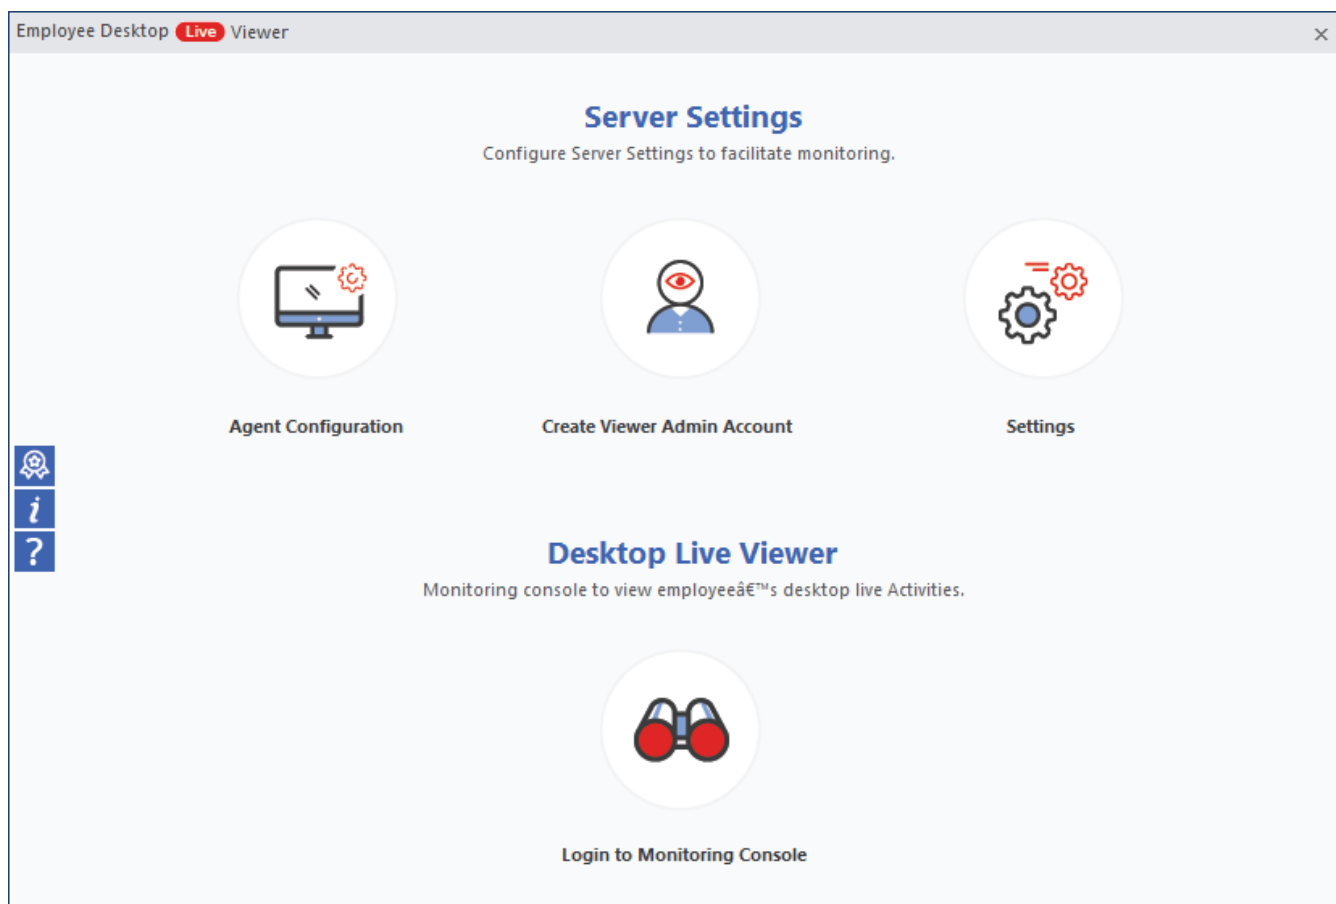 Employee Desktop Live Viewer
Server Settings
Configure Server Settings to facilitate monitoring.
Agent Configuration
Create Viewer Admin Account
Settings
i
?
Desktop Live Viewer
Monitoring console to view employeeâ€™s desktop live Activities.
Login to Monitoring Console